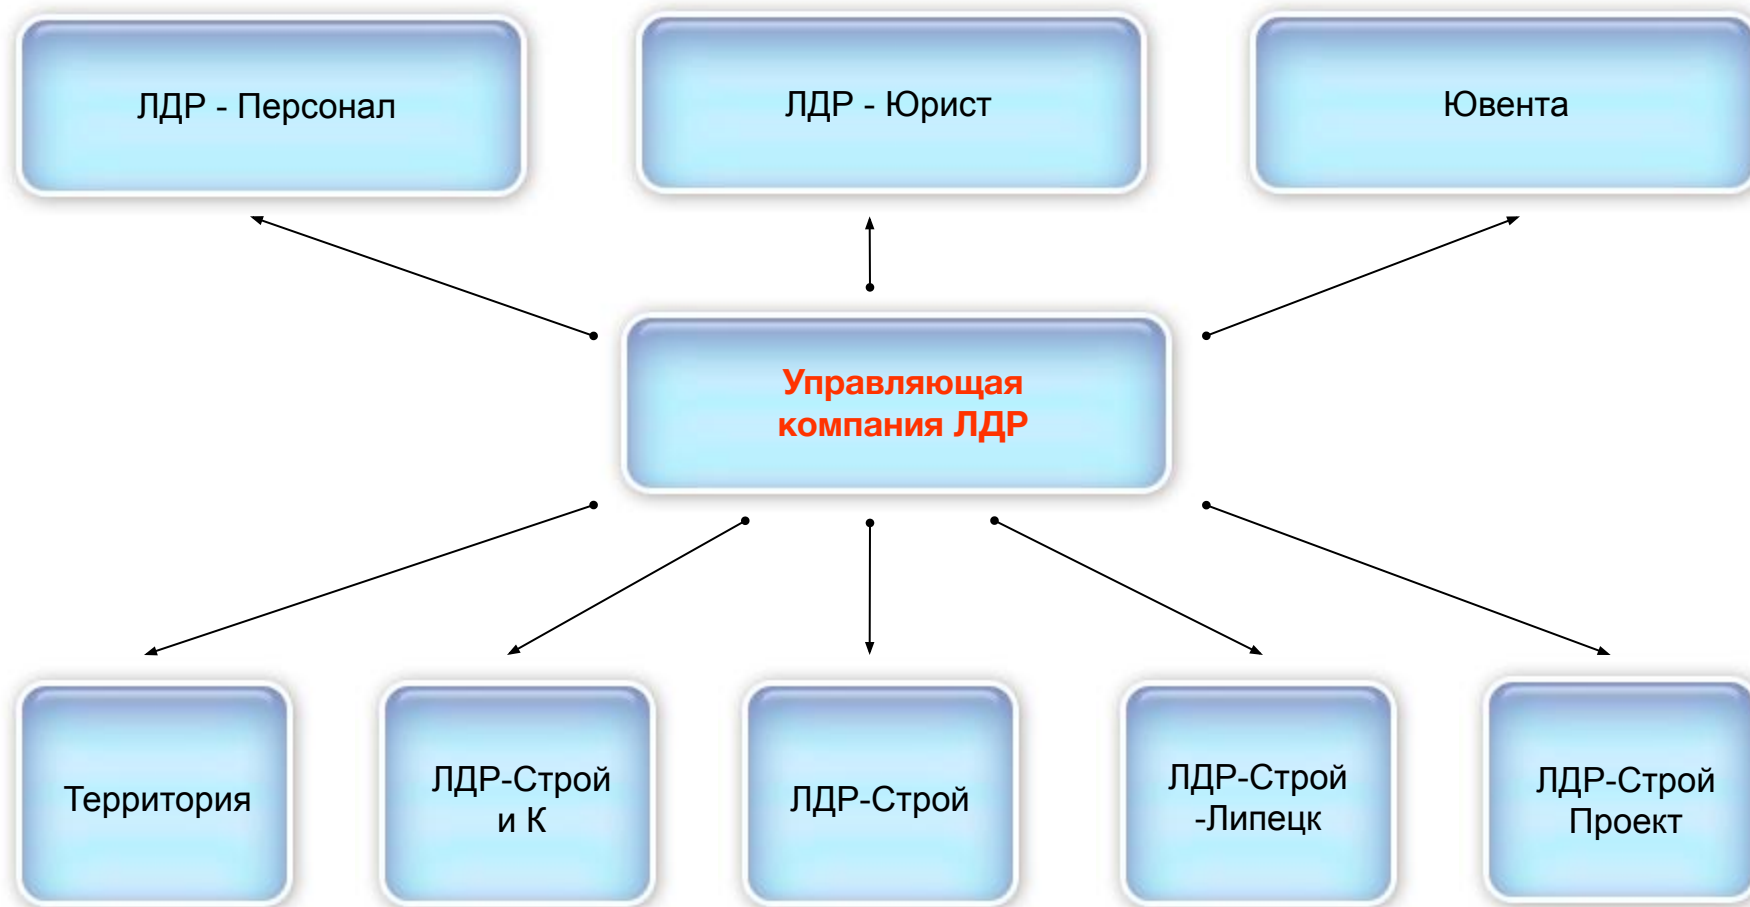 ЛДР - Персонал
ЛДР - Юрист
Ювента
Управляющая
компания ЛДР
Территория
ЛДР-Строй
и К
ЛДР-Строй
ЛДР-Строй
-Липецк
ЛДР-Строй
Проект